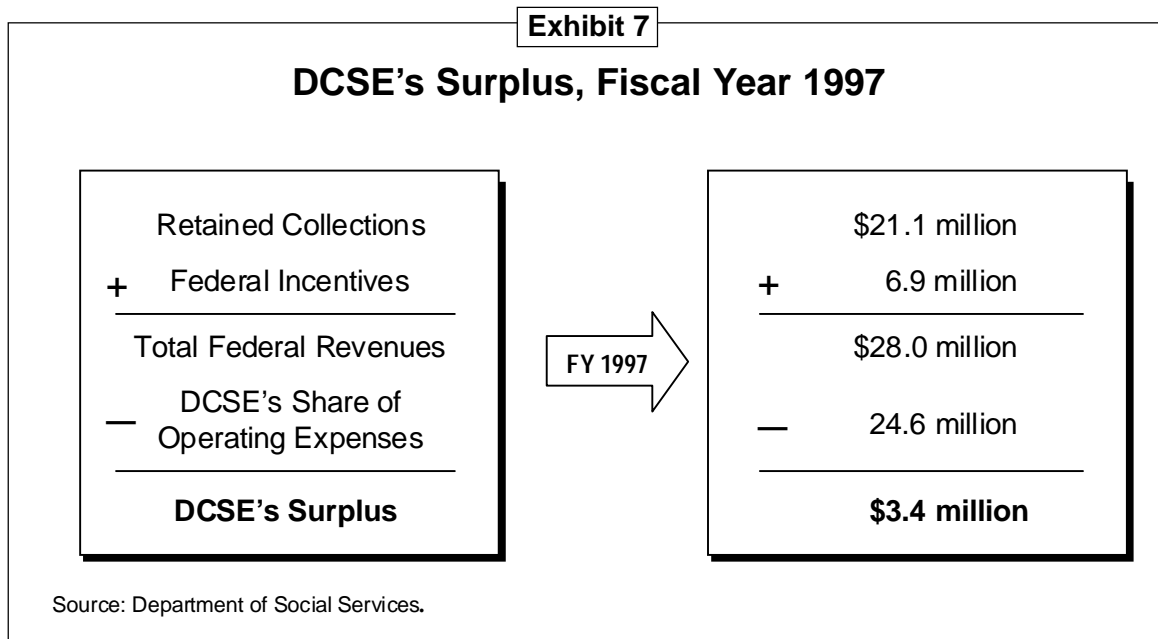 Exhibit 7
DCSE’s Surplus, Fiscal Year 1997
Retained Collections
+ Federal Incentives
Total Federal Revenues
— DCSE’s Share of
Operating Expenses
DCSE’s Surplus
FY 1997
$21.1 million
+ 6.9 million
$28.0 million
— 24.6 million
$3.4 million
Source: Department of Social Services.